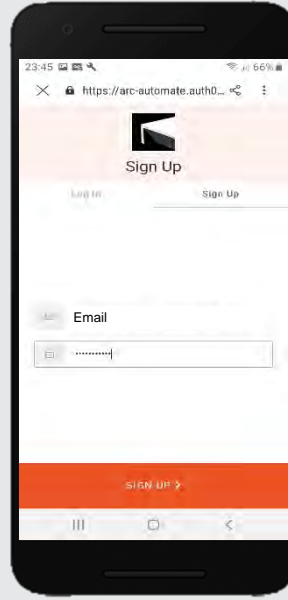 23:45 66%
https://arc-automate.auth0...
Sign Up
Log In Sign Up
Email
SIGN UP >